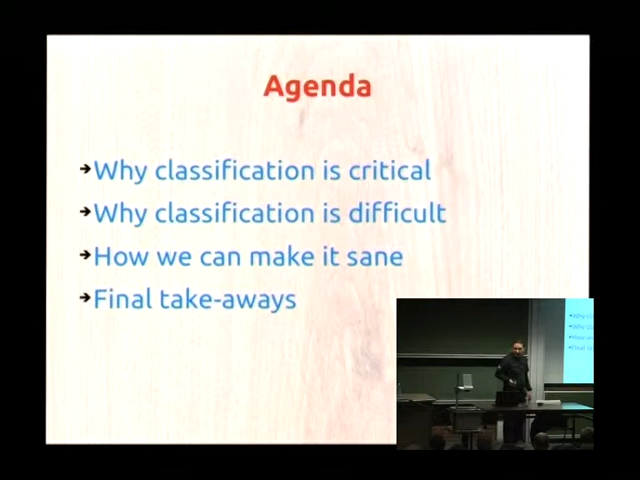 Agenda
Why classification is critical
Why classification is difficult
How we can make it sane
Final take-aways